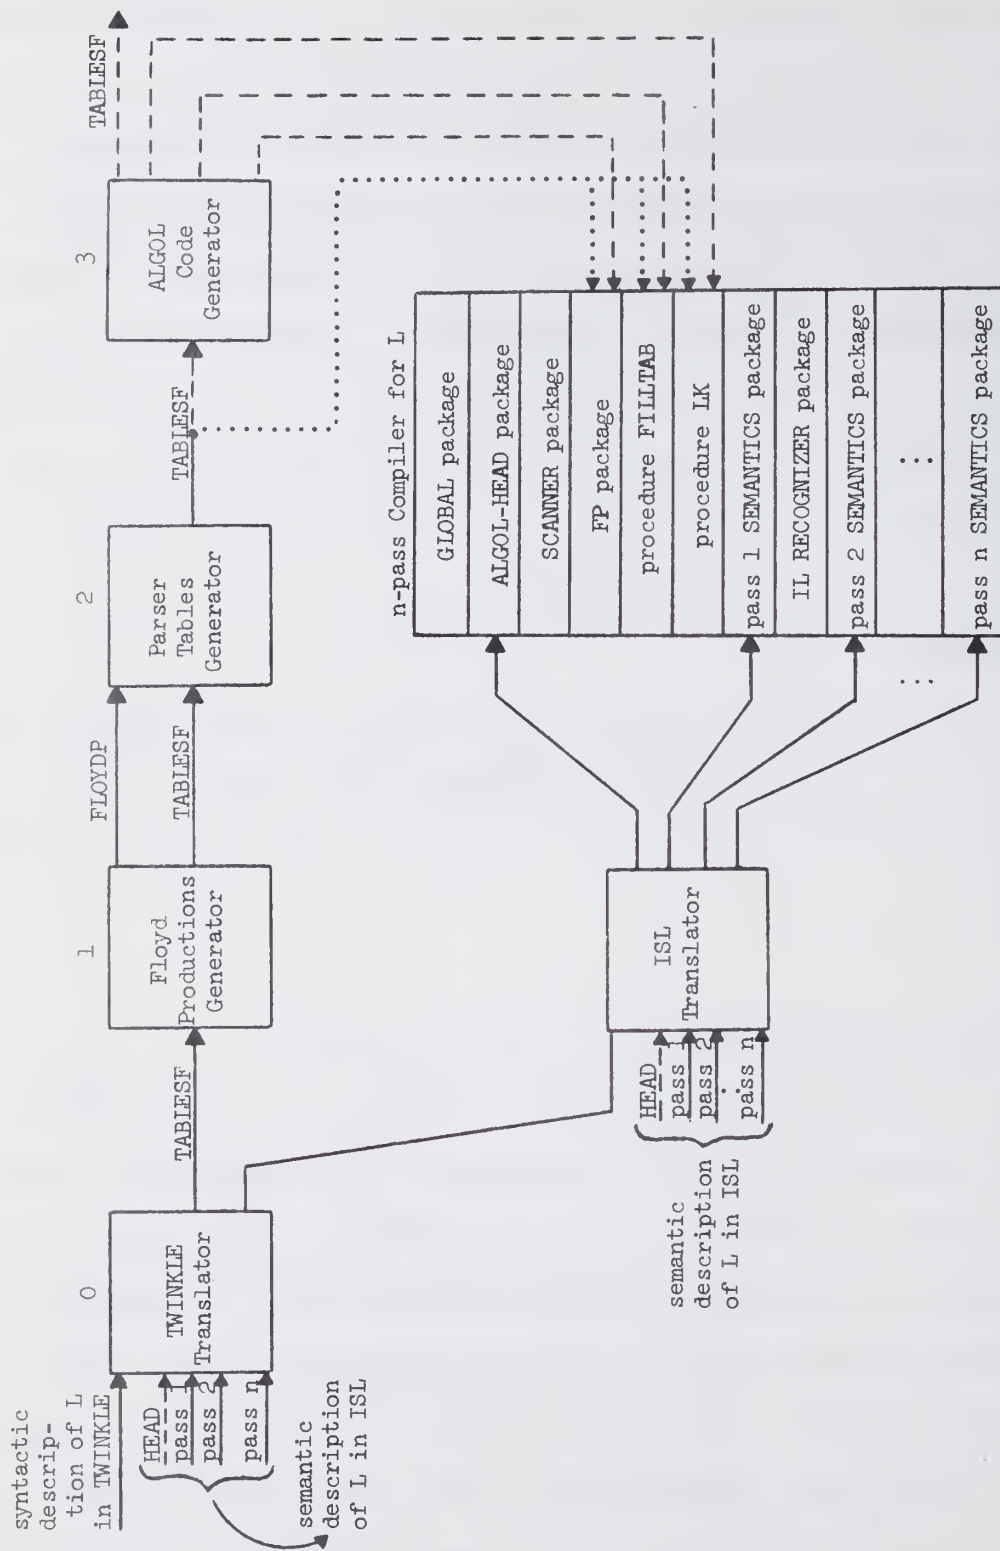 syntactic
descrip-
tion of L
in TWINKLE
HEAD
pass 1
pass 2
pass n
semantic
description
of L in ISL
0
TWINKLE
Translator
TABLESF
1
Floyd
Productions
Generator
FLOYDP
TABLESF
2
Parser
Tables
Generator
TABLESF
3
ALGOL
Code
Generator
TABLESF
semantic
description
of L in ISL
HEAD
pass 1
pass 2
⋮
pass n
ISL
Translator
⋮
n-pass Compiler for L
GLOBAL package
ALGOL-HEAD package
SCANNER package
FP package
procedure FILLTAB
procedure LK
pass 1 SEMANTICS package
IL RECOGNIZER package
pass 2 SEMANTICS package
⋮
pass n SEMANTICS package